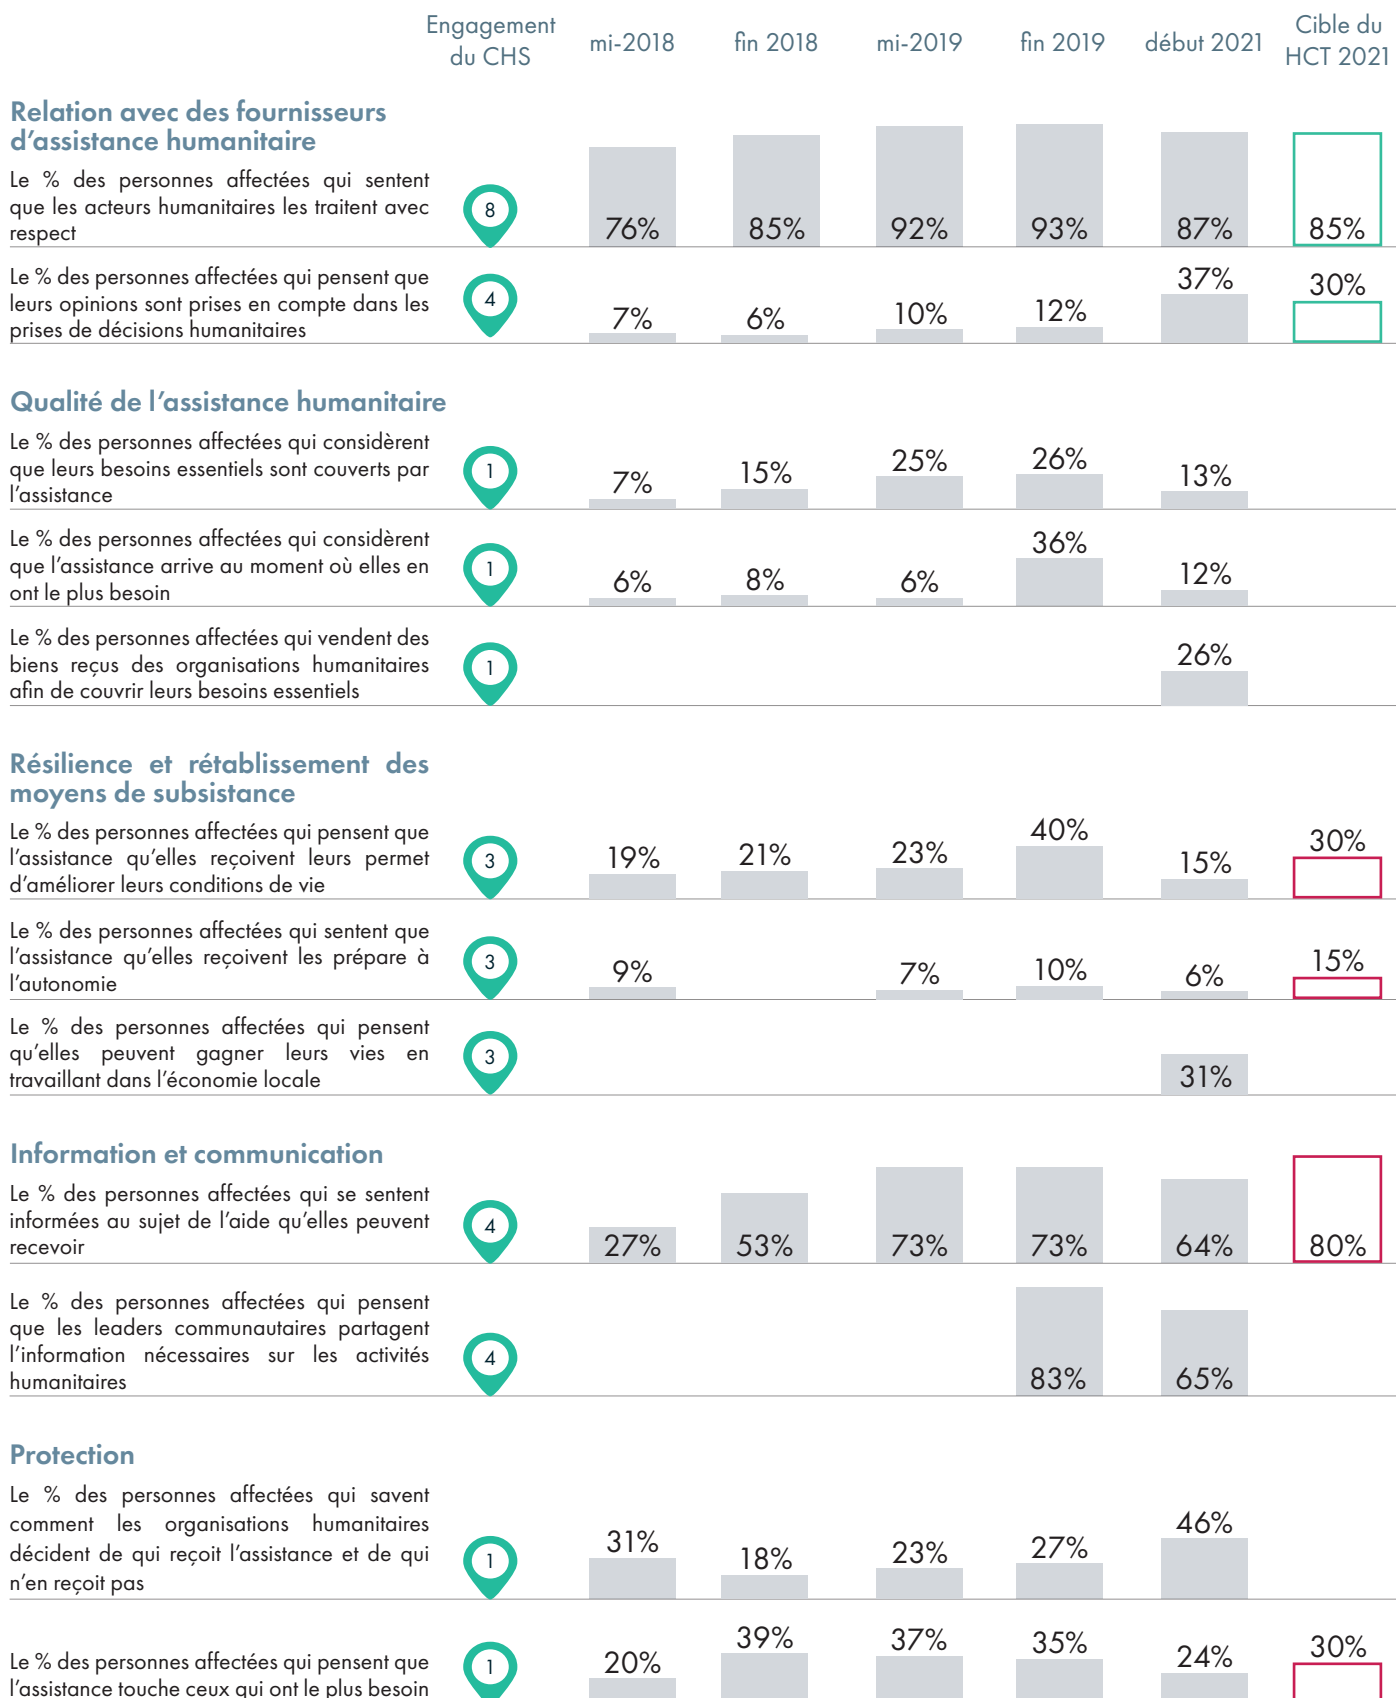 Engagement
du CHS
mi-2018
fin 2018
mi-2019
fin 2019
début 2021
Cible du
HCT 2021
Relation avec des fournisseurs
d'assistance humanitaire
Le % des personnes affectées qui sentent
que les acteurs humanitaires les traitent avec
respect
8
76%
85%
92%
93%
87%
85%
Le % des personnes affectées qui pensent que
leurs opinions sont prises en compte dans les
prises de décisions humanitaires
4
7%
6%
10%
12%
37%
30%
Qualité de l'assistance humanitaire
Le % des personnes affectées qui considèrent
que leurs besoins essentiels sont couverts par
l'assistance
1
7%
15%
25%
26%
13%
Le % des personnes affectées qui considèrent
que l'assistance arrive au moment où elles en
ont le plus besoin
1
6%
8%
6%
36%
12%
Le % des personnes affectées qui vendent des
biens reçus des organisations humanitaires
afin de couvrir leurs besoins essentiels
1
26%
Résilience et rétablissement des
moyens de subsistance
Le % des personnes affectées qui pensent que
l'assistance qu'elles reçoivent leurs permet
d'améliorer leurs conditions de vie
3
19%
21%
23%
40%
15%
30%
Le % des personnes affectées qui sentent que
l'assistance qu'elles reçoivent les prépare à
l'autonomie
3
9%
7%
10%
6%
15%
Le % des personnes affectées qui pensent
qu'elles peuvent gagner leurs vies en
travaillant dans l'économie locale
3
31%
Information et communication
Le % des personnes affectées qui se sentent
informées au sujet de l'aide qu'elles peuvent
recevoir
4
27%
53%
73%
73%
64%
80%
Le % des personnes affectées qui pensent
que les leaders communautaires partagent
l'information nécessaires sur les activités
humanitaires
4
83%
65%
Protection
Le % des personnes affectées qui savent
comment les organisations humanitaires
décident de qui reçoit l'assistance et de qui
n'en reçoit pas
1
31%
18%
23%
27%
46%
Le % des personnes affectées qui pensent que
l'assistance touche ceux qui ont le plus besoin
1
20%
39%
37%
35%
24%
30%